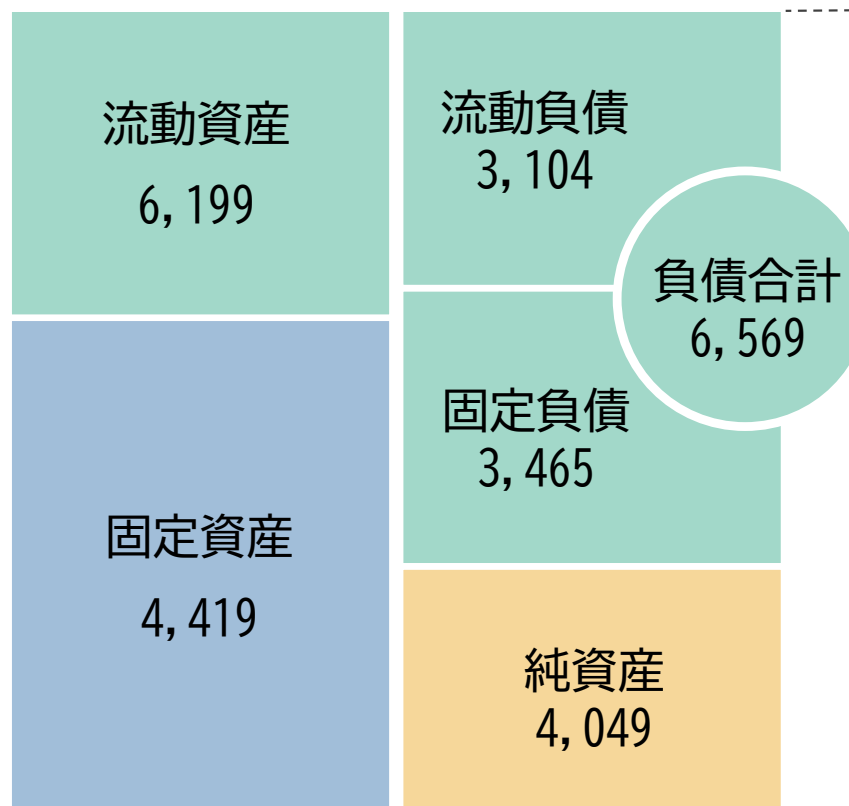 流動資産
6,199
固定資産
4,419
流動負債
3,104
固定負債
3,465
負債合計
6,569
純資産
4,049